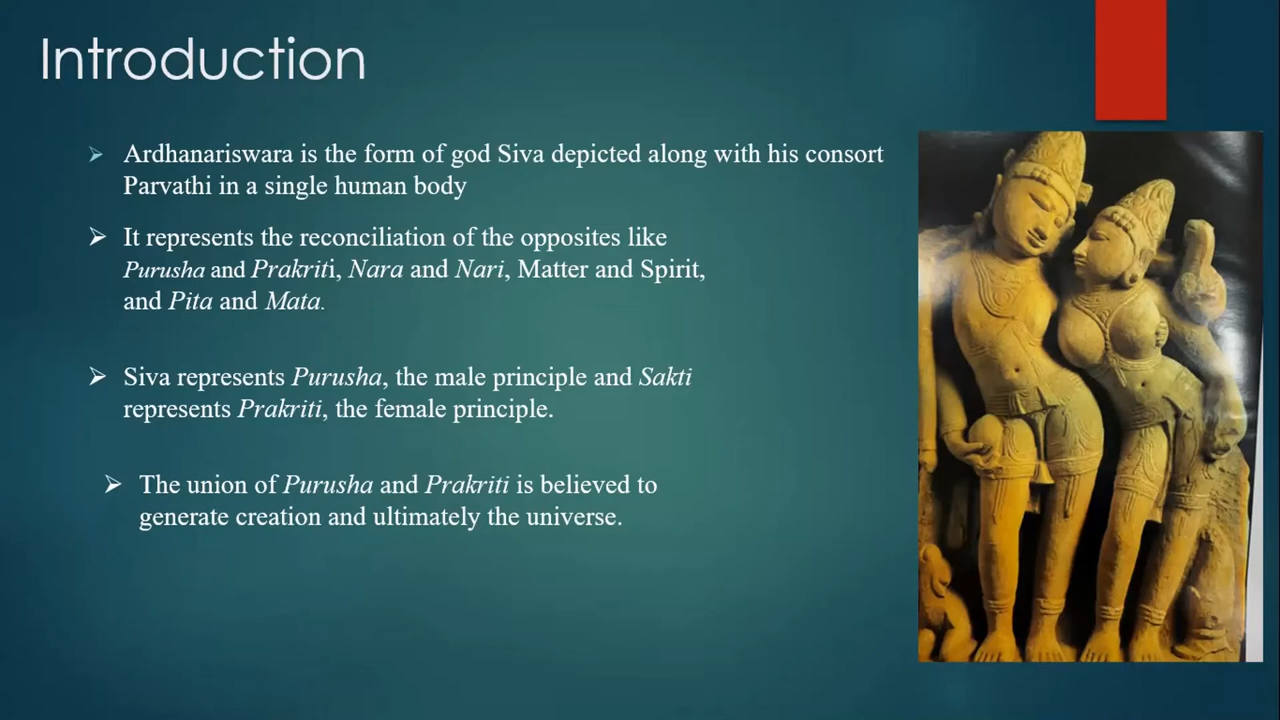 Introduction
Ardhanariswara is the form of god Siva depicted along with his consort
Parvathi in a single human body
It represents the reconciliation of the opposites like
Purusha and Prakriti, Nara and Nari, Matter and Spirit,
and Pita and Mata.
Siva represents Purusha, the male principle and Sakti
represents Prakriti, the female principle.
The union of Purusha and Prakriti is believed to
generate creation and ultimately the universe.